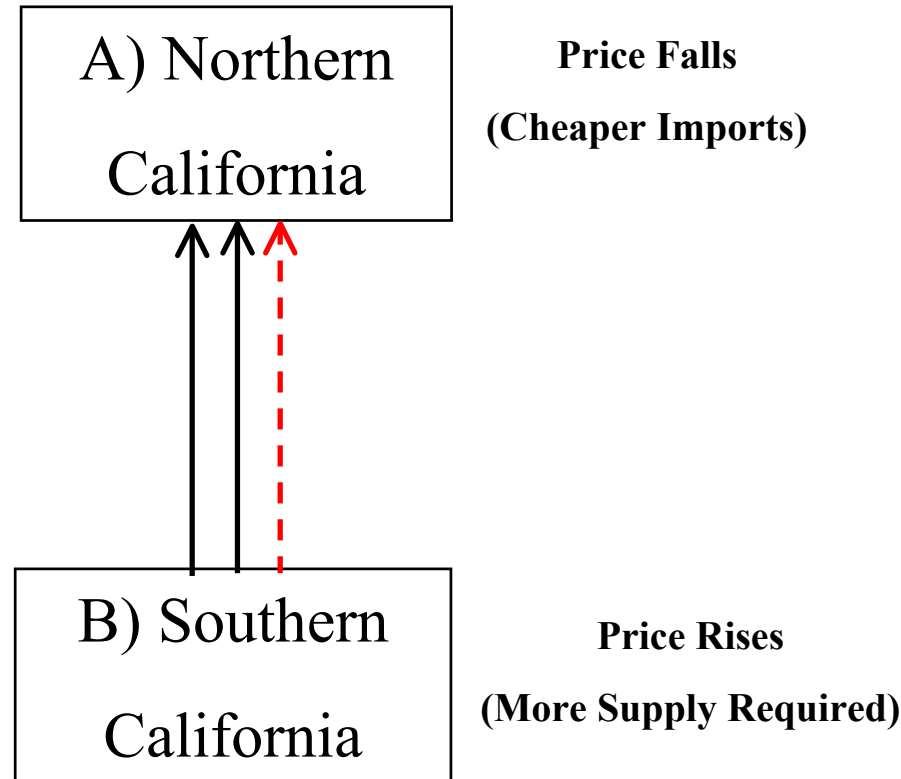 A) Northern
California
Price Falls
(Cheaper Imports)
B) Southern
California
Price Rises
(More Supply Required)